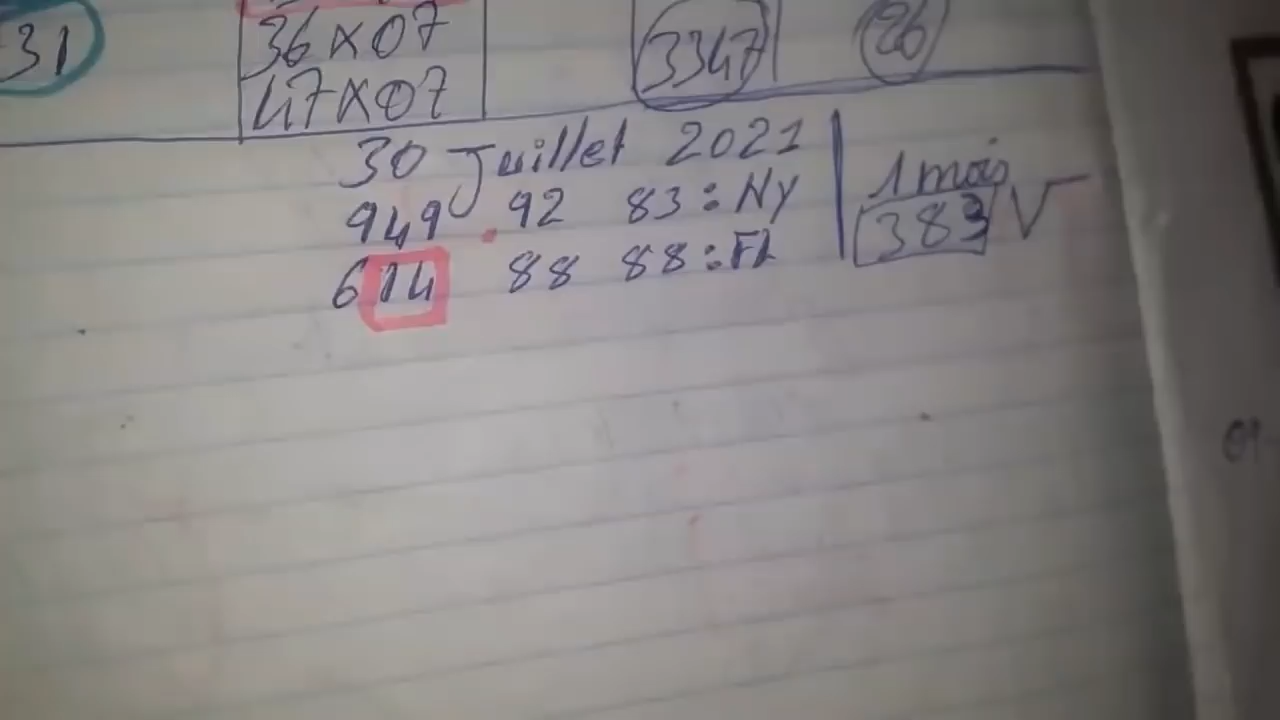 31
36x07
47x07
3347
26
30 Juillet 2021
949 . 92 83 : NY
614 88 88 : FL
1 mois
383 √
01